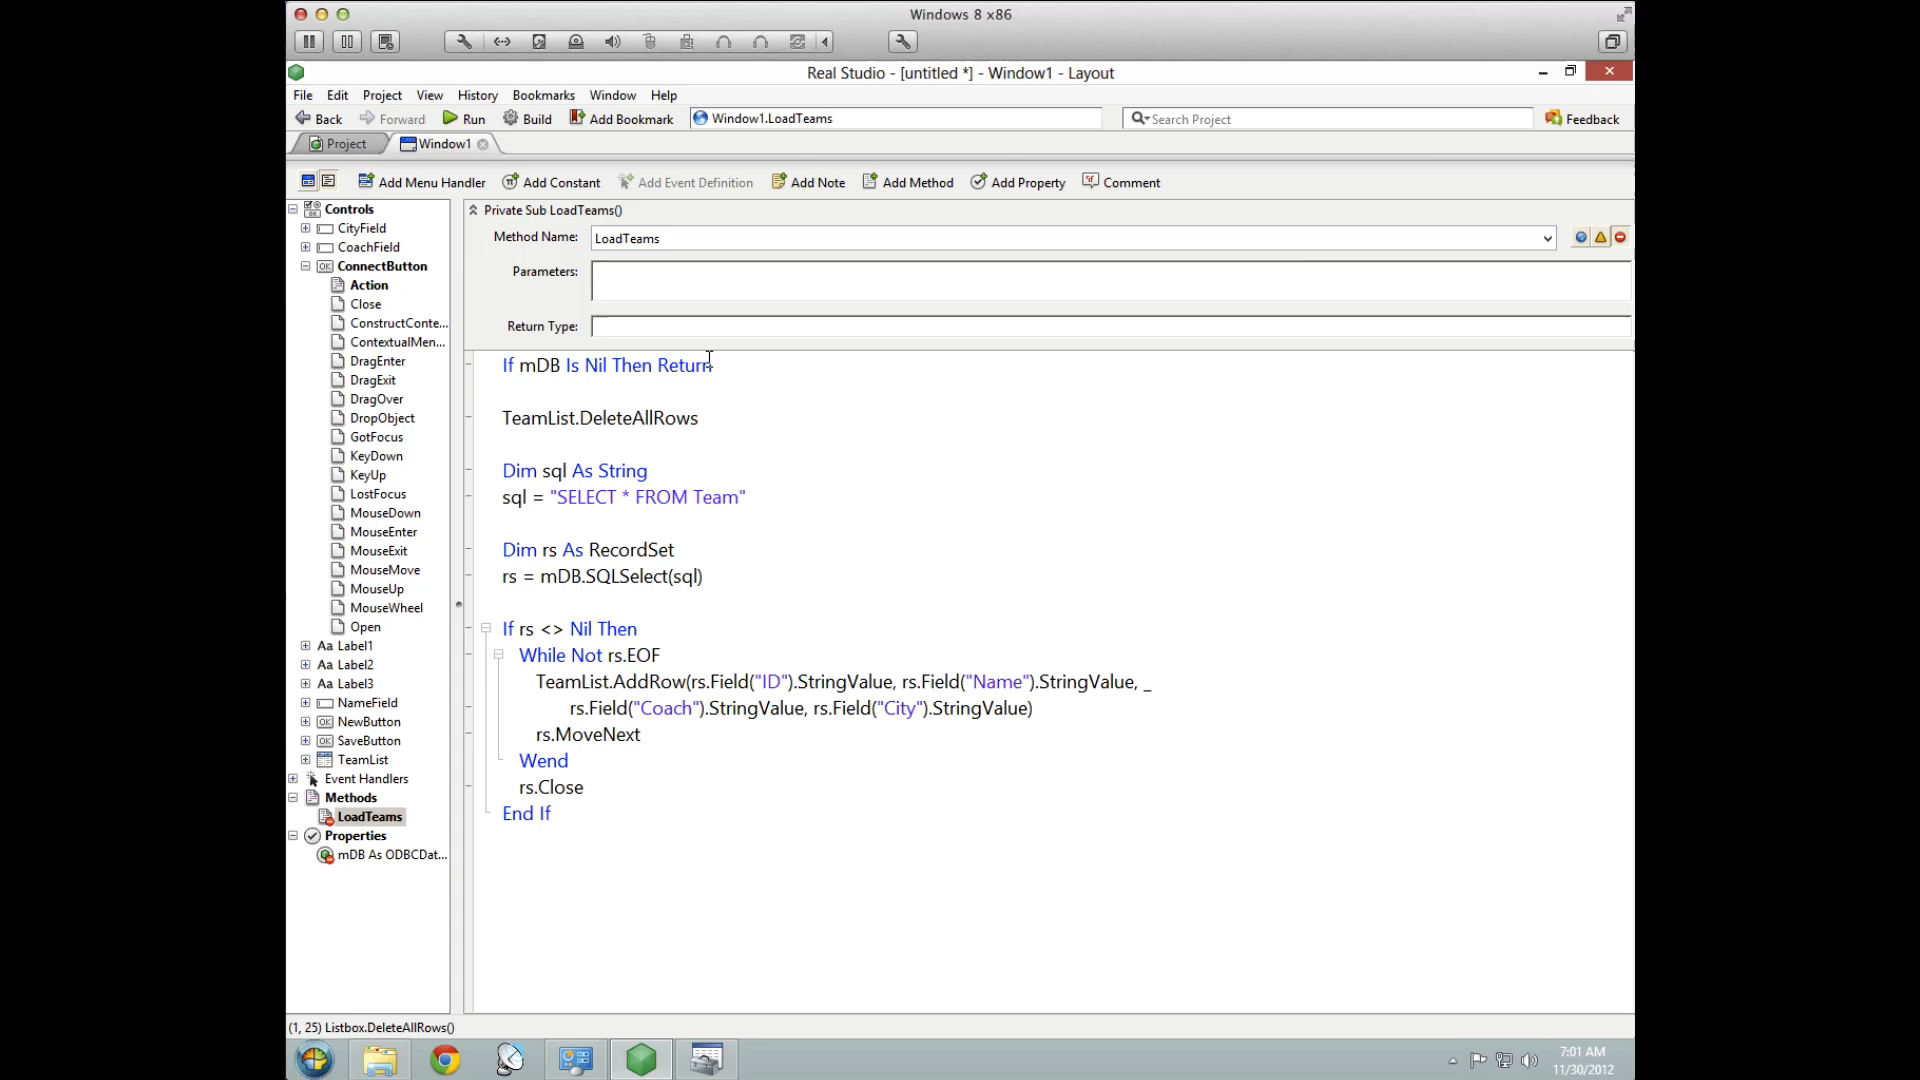 Windows 8 x86
Real Studio - [untitled *] - Window1 - Layout
File Edit Project View History Bookmarks Window Help
Back Forward Run Build Add Bookmark Window1.LoadTeams Search Project Feedback
Project Window1
Add Menu Handler Add Constant Add Event Definition Add Note Add Method Add Property Comment
Controls
CityField
CoachField
ConnectButton
Action
Close
ConstructConte...
ContextualMen...
DragEnter
DragExit
DragOver
DropObject
GotFocus
KeyDown
KeyUp
LostFocus
MouseDown
MouseEnter
MouseExit
MouseMove
MouseUp
MouseWheel
Open
Aa Label1
Aa Label2
Aa Label3
NameField
NewButton
SaveButton
TeamList
Event Handlers
Methods
LoadTeams
Properties
mDB As ODBCDat...
Private Sub LoadTeams()
Method Name: LoadTeams
Parameters:
Return Type:
If mDB Is Nil Then Return
TeamList.DeleteAllRows
Dim sql As String
sql = "SELECT * FROM Team"
Dim rs As RecordSet
rs = mDB.SQLSelect(sql)
If rs <> Nil Then
While Not rs.EOF
TeamList.AddRow(rs.Field("ID").StringValue, rs.Field("Name").StringValue, _
rs.Field("Coach").StringValue, rs.Field("City").StringValue)
rs.MoveNext
Wend
rs.Close
End If
(1, 25) Listbox.DeleteAllRows()
7:01 AM
11/30/2012